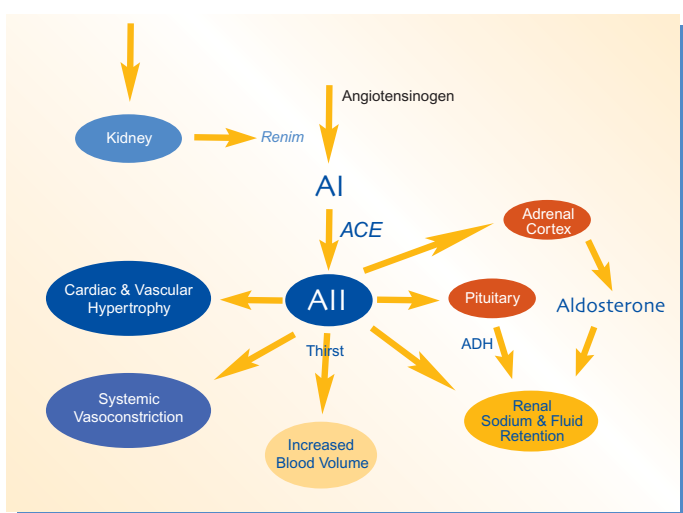 Angiotensinogen
Kidney
Renim
AI
ACE
Adrenal
Cortex
Cardiac & Vascular
Hypertrophy
AII
Pituitary
Aldosterone
Thirst
ADH
Systemic
Vasoconstriction
Renal
Sodium & Fluid
Retention
Increased
Blood Volume